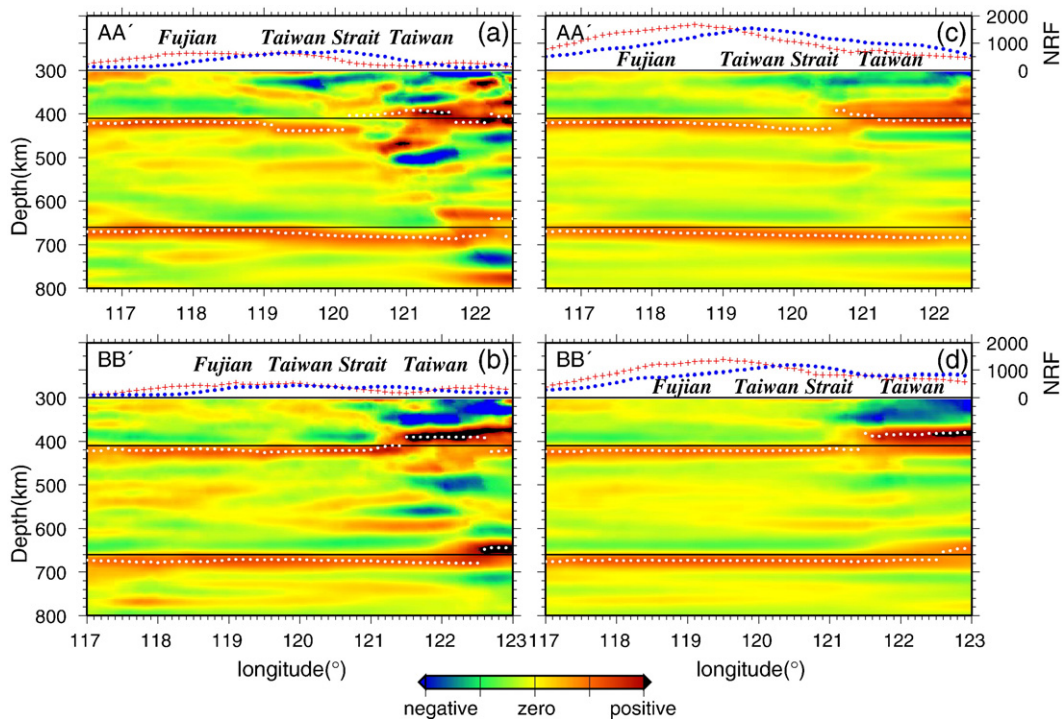 AA´ Fujian Taiwan Strait Taiwan (a)
AA´ Fujian Taiwan Strait Taiwan (c)
2000
1000
0
NRF
300
400
500
600
700
800
Depth(km)
117 118 119 120 121 122
117 118 119 120 121 122
BB´ Fujian Taiwan Strait Taiwan (b)
BB´ Fujian Taiwan Strait Taiwan (d)
2000
1000
0
NRF
300
400
500
600
700
800
Depth(km)
117 118 119 120 121 122 123
117 118 119 120 121 122 123
longitude(°)
longitude(°)
negative zero positive